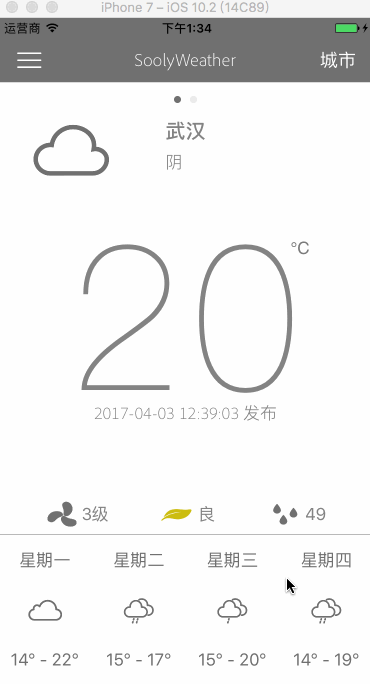 iPhone 7 – iOS 10.2 (14C89)
运营商 下午1:34
SoolyWeather 城市
武汉
阴
20 °C
2017-04-03 12:39:03 发布
3级 良 49
星期一 星期二 星期三 星期四
14° - 22° 15° - 17° 15° - 20° 14° - 19°